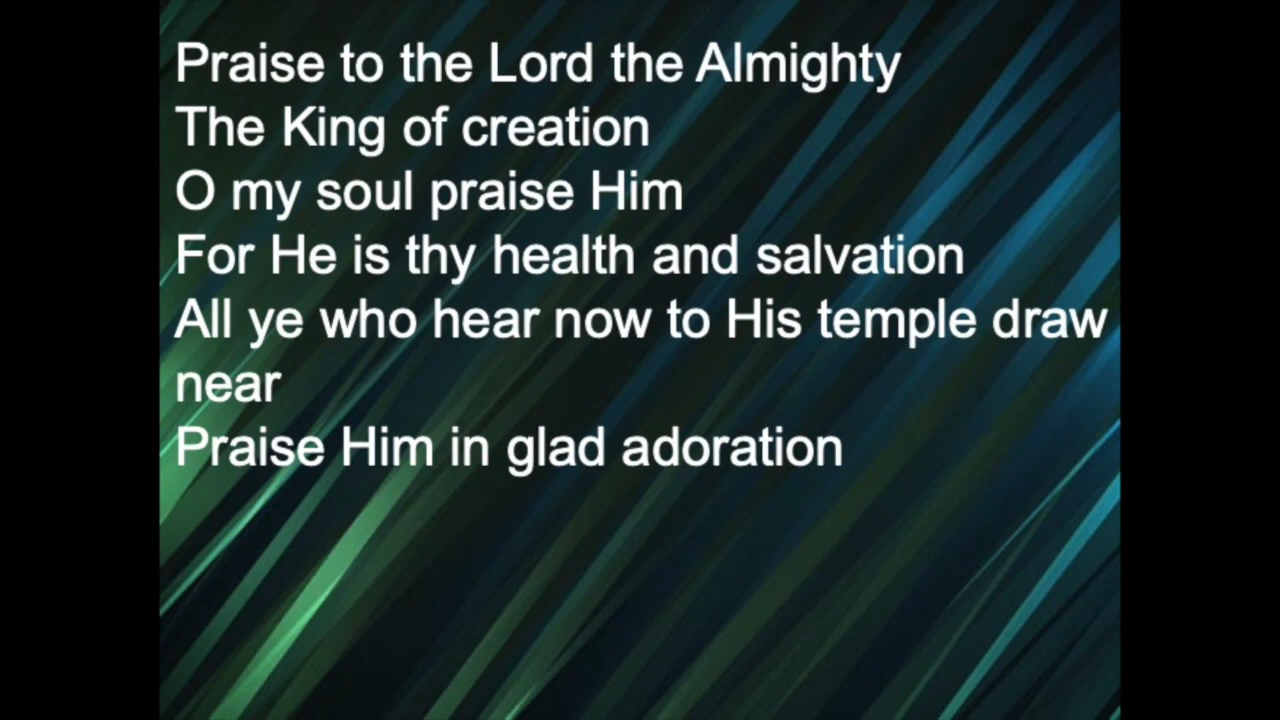 Praise to the Lord the Almighty
The King of creation
O my soul praise Him
For He is thy health and salvation
All ye who hear now to His temple draw
near
Praise Him in glad adoration